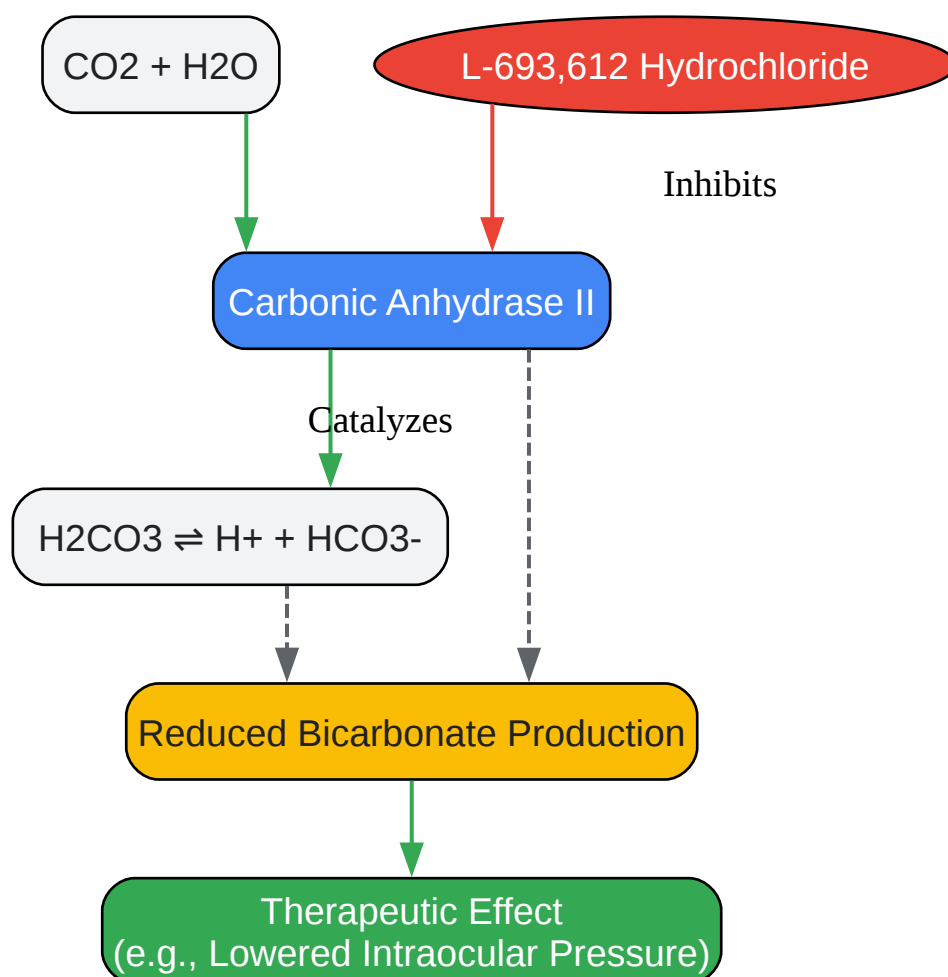 CO2 + H2O
L-693,612 Hydrochloride
Inhibits
Carbonic Anhydrase II
Catalyzes
H2CO3 ⇌ H+ + HCO3-
Reduced Bicarbonate Production
Therapeutic Effect
(e.g., Lowered Intraocular Pressure)